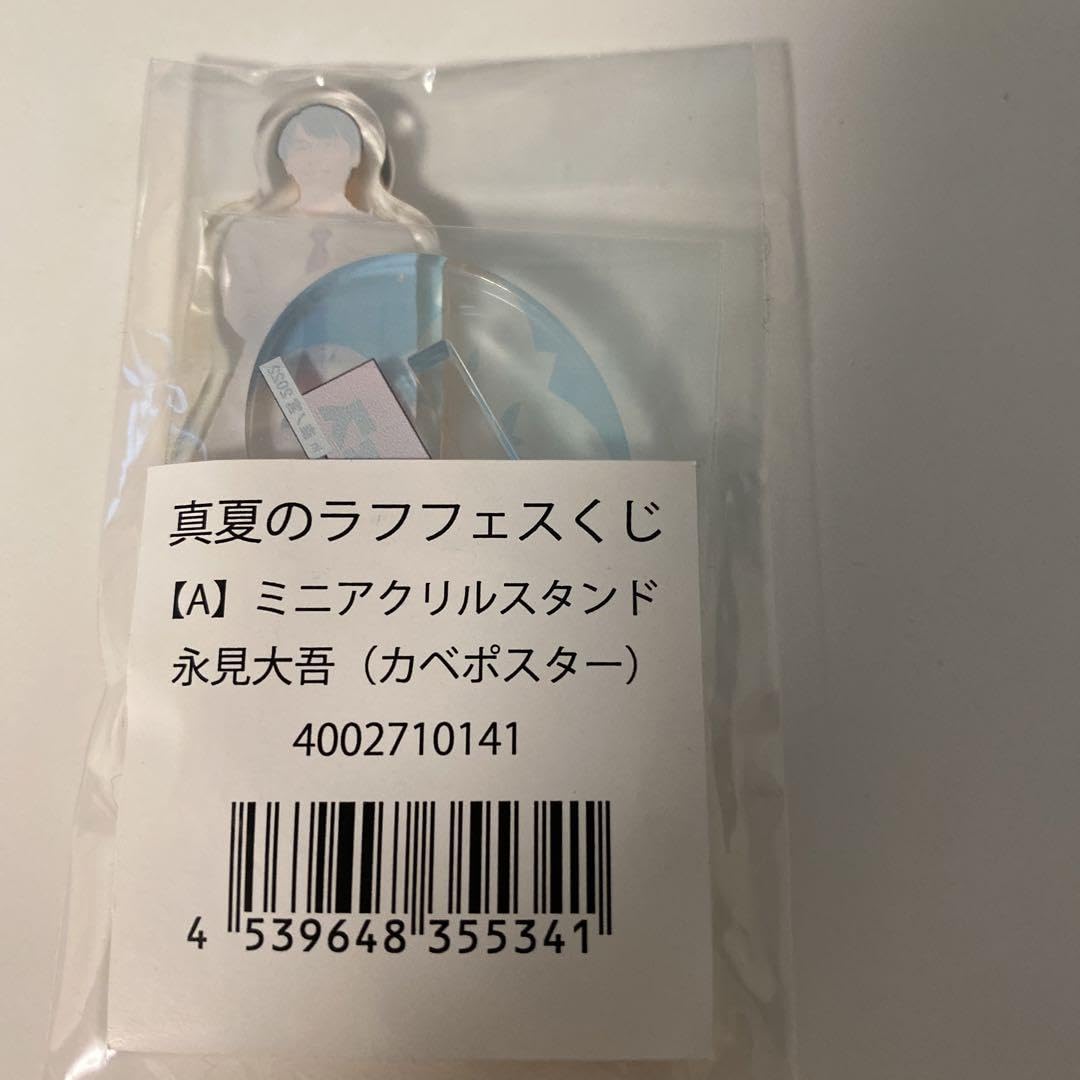 真夏のラフフェスくじ
【A】ミニアクリルスタンド
永見大吾（カベポスター）
4002710141
4 539648 355341